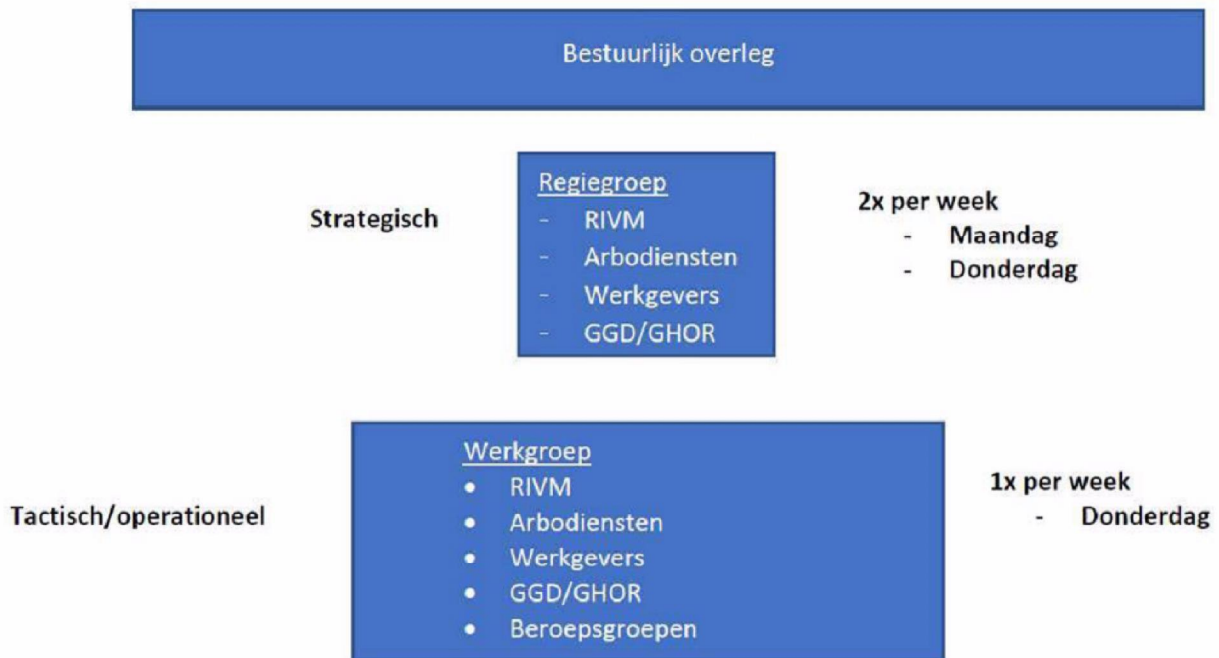 Bestuurlijk overleg
Strategisch
Regiegroep
- RIVM
- Arbodiensten
- Werkgevers
- GGD/GHOR
2x per week
- Maandag
- Donderdag
Tactisch/operationeel
Werkgroep
• RIVM
• Arbodiensten
• Werkgevers
• GGD/GHOR
• Beroepsgroepen
1x per week
- Donderdag